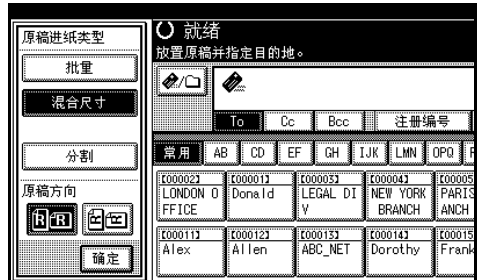 原稿进纸类型
批量
混合尺寸
分割
原稿方向
确定
就绪
放置原稿并指定目的地。
To Cc Bcc 注册编号
常用 AB CD EF GH IJK LMN OPQ
[00002] [00001] [00003] [00004] [00005]
LONDON O Donald LEGAL DI NEW YORK PARIS
FFICE V BRANCH ANCH
[00011] [00012] [00013] [00014] [00015]
Alex Allen ABC_NET Dorothy Frank